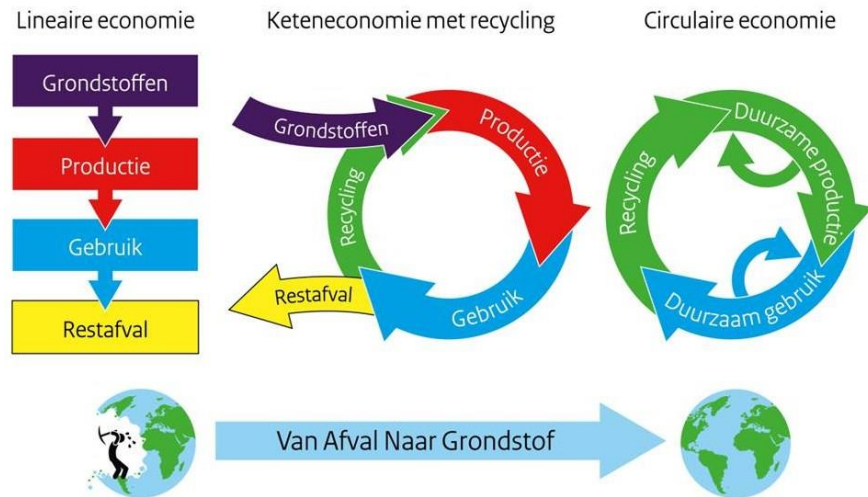 Lineaire economie
Grondstoffen
Productie
Gebruik
Restafval
Keteneconomie met recycling
Grondstoffen
Productie
Gebruik
Recycling
Restafval
Circulaire economie
Duurzame productie
Duurzaam gebruik
Recycling
Van Afval Naar Grondstof